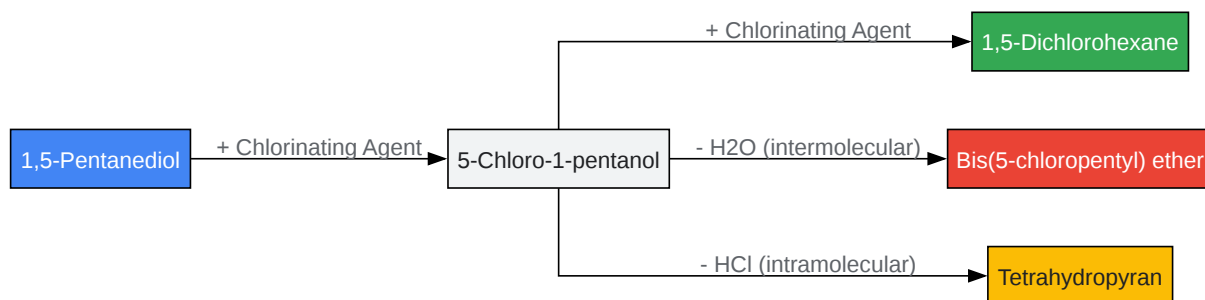 + Chlorinating Agent
1,5-Dichlorohexane
1,5-Pentanediol
+ Chlorinating Agent
5-Chloro-1-pentanol
- H2O (intermolecular)
Bis(5-chloropentyl) ether
- HCl (intramolecular)
Tetrahydropyran